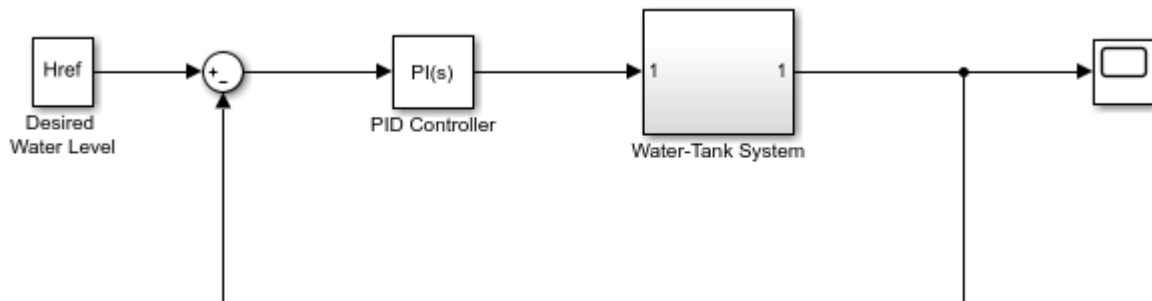 Href
Desired
Water Level
+
−
PI(s)
PID Controller
1
1
Water-Tank System